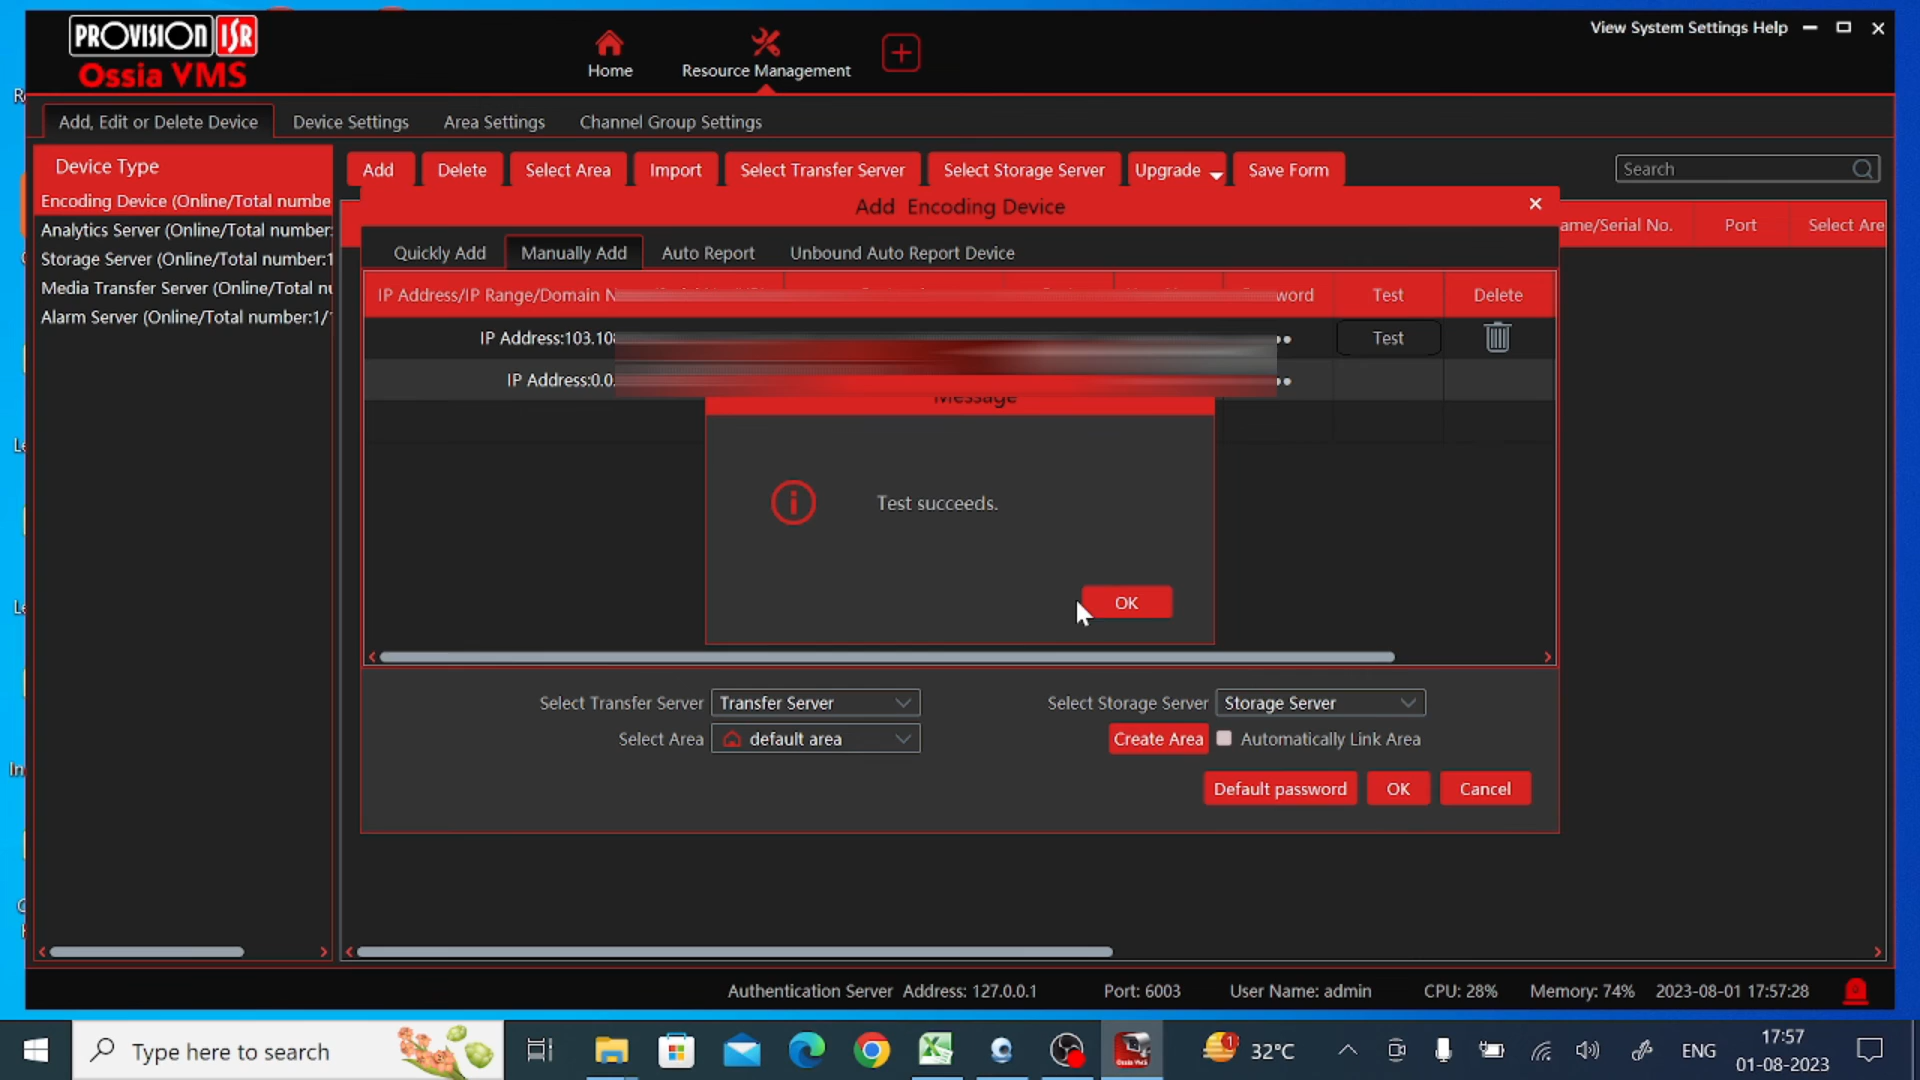 PROVISION ISR
Ossia VMS
Home
Resource Management
View System Settings Help
Add, Edit or Delete Device
Device Settings
Area Settings
Channel Group Settings
Device Type
Encoding Device (Online/Total numbe
Analytics Server (Online/Total number:
Storage Server (Online/Total number:1
Media Transfer Server (Online/Total nu
Alarm Server (Online/Total number:1/
Add
Delete
Select Area
Import
Select Transfer Server
Select Storage Server
Upgrade
Save Form
Search
ame/Serial No.
Port
Select Are
Add Encoding Device
Quickly Add
Manually Add
Auto Report
Unbound Auto Report Device
IP Address/IP Range/Domain N
word
Test
Delete
IP Address:103.10
Test
IP Address:0.0.
Message
Test succeeds.
OK
Select Transfer Server
Transfer Server
Select Storage Server
Storage Server
Select Area
default area
Create Area
Automatically Link Area
Default password
OK
Cancel
Authentication Server Address: 127.0.0.1
Port: 6003
User Name: admin
CPU: 28%
Memory: 74%
2023-08-01 17:57:28
Type here to search
32°C
ENG
17:57
01-08-2023